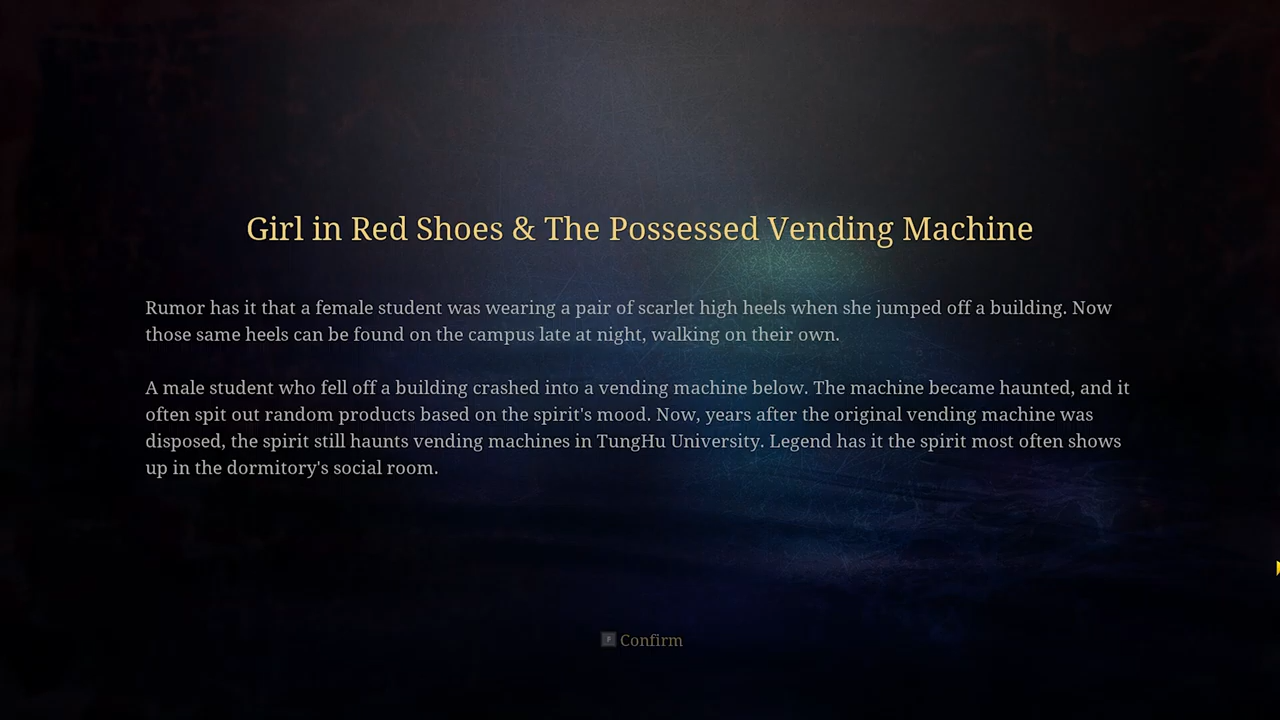 Girl in Red Shoes & The Possessed Vending Machine
Rumor has it that a female student was wearing a pair of scarlet high heels when she jumped off a building. Now
those same heels can be found on the campus late at night, walking on their own.
A male student who fell off a building crashed into a vending machine below. The machine became haunted, and it
often spit out random products based on the spirit's mood. Now, years after the original vending machine was
disposed, the spirit still haunts vending machines in TungHu University. Legend has it the spirit most often shows
up in the dormitory's social room.
F Confirm